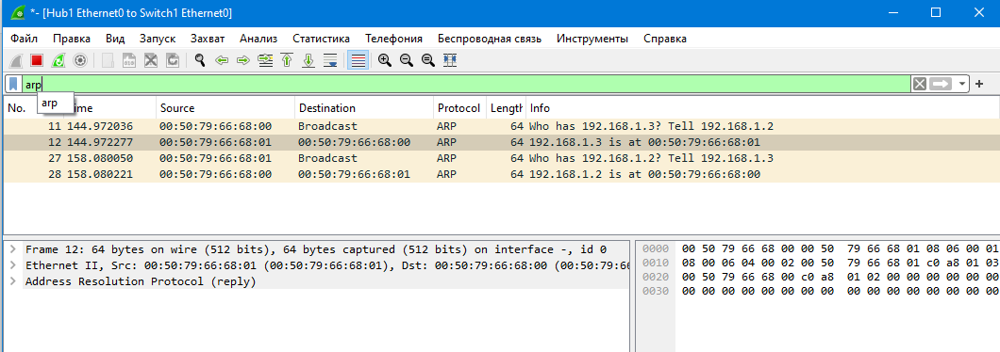 *- [Hub1 Ethernet0 to Switch1 Ethernet0]
Файл Правка Вид Запуск Захват Анализ Статистика Телефония Беспроводная связь Инструменты Справка
arp
arp
No. ime Source Destination Protocol Length Info
11 144.972036 00:50:79:66:68:00 Broadcast ARP 64 Who has 192.168.1.3? Tell 192.168.1.2
12 144.972277 00:50:79:66:68:01 00:50:79:66:68:00 ARP 64 192.168.1.3 is at 00:50:79:66:68:01
27 158.080050 00:50:79:66:68:01 Broadcast ARP 64 Who has 192.168.1.2? Tell 192.168.1.3
28 158.080221 00:50:79:66:68:00 00:50:79:66:68:01 ARP 64 192.168.1.2 is at 00:50:79:66:68:00
Frame 12: 64 bytes on wire (512 bits), 64 bytes captured (512 bits) on interface -, id 0
Ethernet II, Src: 00:50:79:66:68:01 (00:50:79:66:68:01), Dst: 00:50:79:66:68:00 (00:50:79:66
Address Resolution Protocol (reply)
0000 00 50 79 66 68 00 00 50 79 66 68 01 08 06 00 01
0010 08 00 06 04 00 02 00 50 79 66 68 01 c0 a8 01 03
0020 00 50 79 66 68 00 c0 a8 01 02 00 00 00 00 00 00
0030 00 00 00 00 00 00 00 00 00 00 00 00 00 00 00 00